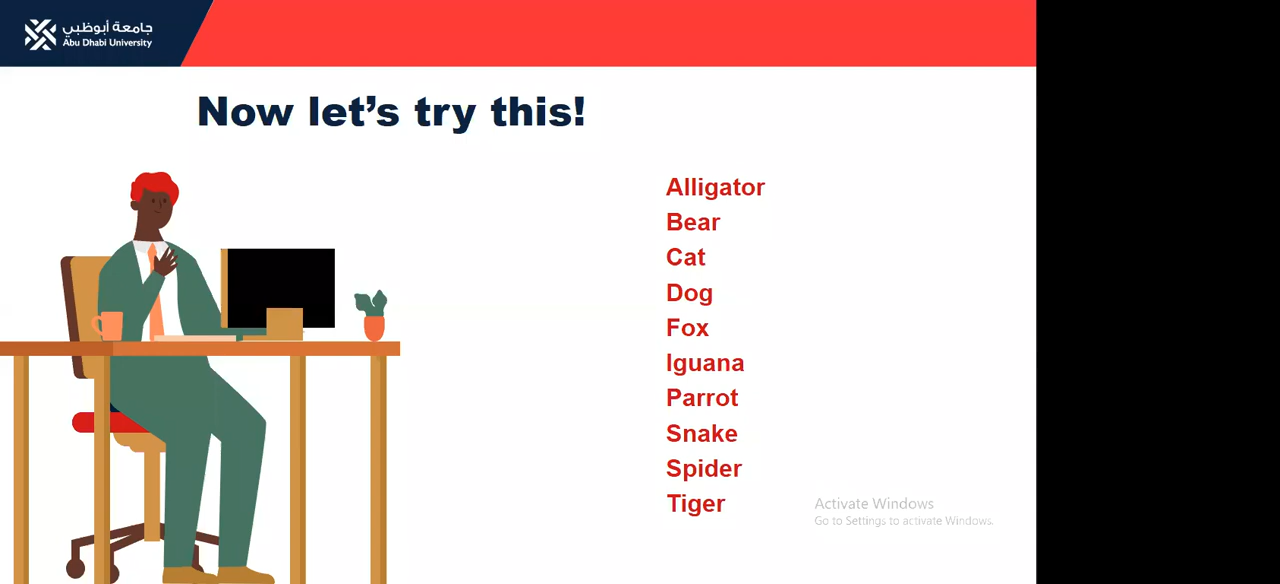 جامعة أبوظبي
Abu Dhabi University
Now let’s try this!
Alligator
Bear
Cat
Dog
Fox
Iguana
Parrot
Snake
Spider
Tiger
Activate Windows
Go to Settings to activate Windows.